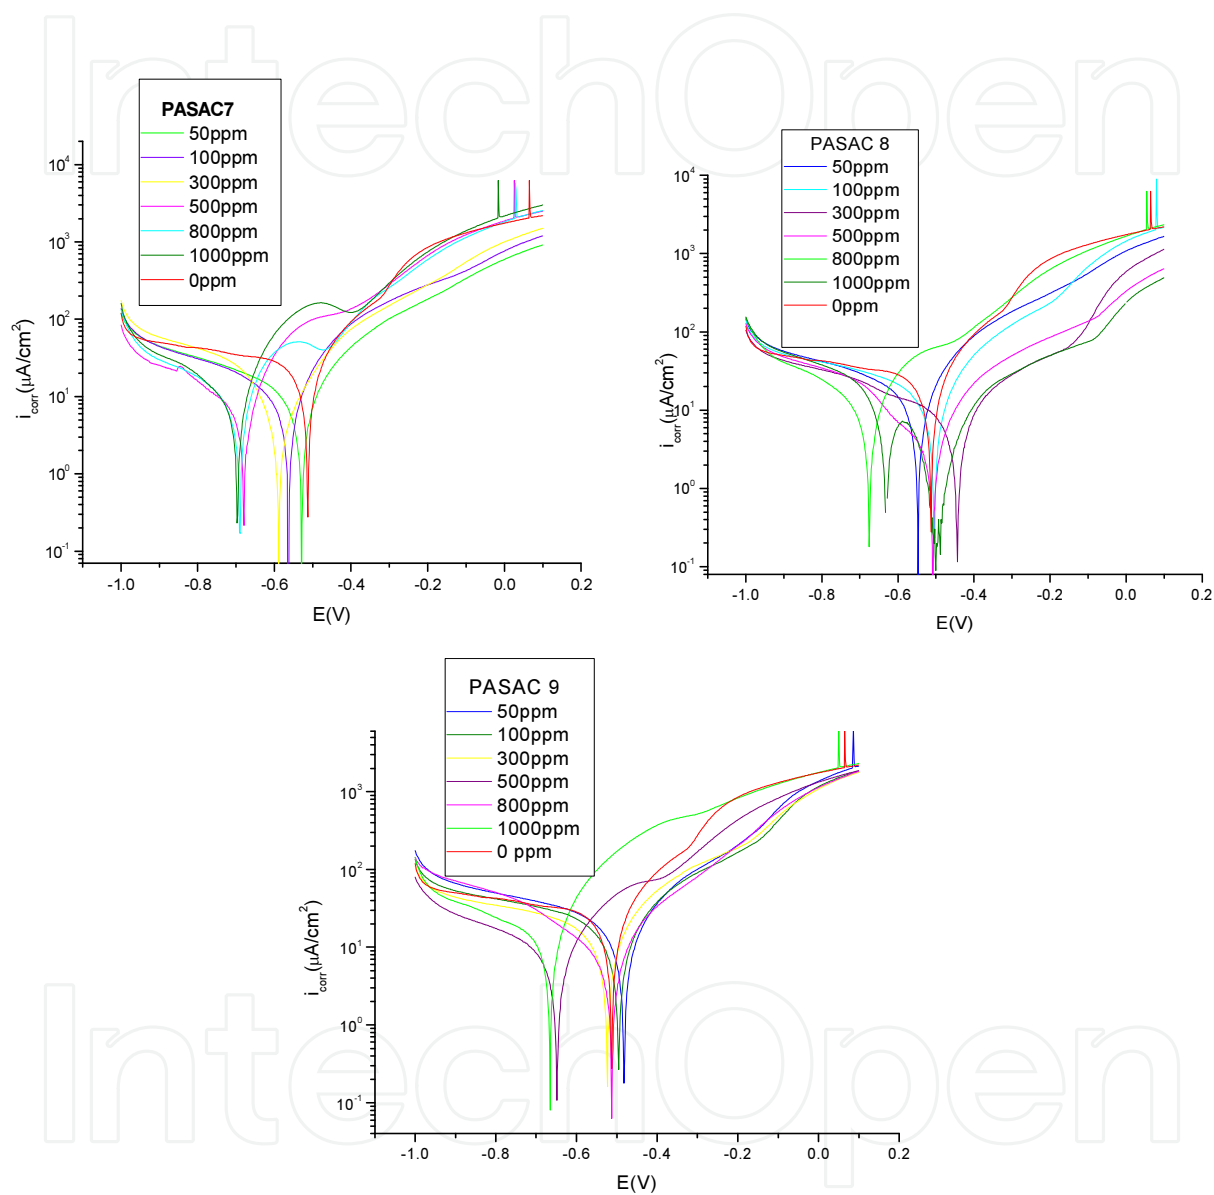 IntechOpen
PASAC7
50ppm
100ppm
300ppm
500ppm
800ppm
1000ppm
0ppm
10^4
10^3
10^2
10^1
10^0
10^-1
i_corr(µA/cm^2)
-1.0 -0.8 -0.6 -0.4 -0.2 0.0 0.2
E(V)
PASAC 8
50ppm
100ppm
300ppm
500ppm
800ppm
1000ppm
0ppm
10^4
10^3
10^2
10^1
10^0
10^-1
i_corr(µA/cm^2)
-1.0 -0.8 -0.6 -0.4 -0.2 0.0 0.2
E(V)
PASAC 9
50ppm
100ppm
300ppm
500ppm
800ppm
1000ppm
0 ppm
10^3
10^2
10^1
10^0
10^-1
i_corr(µA/cm^2)
-1.0 -0.8 -0.6 -0.4 -0.2 0.0 0.2
E(V)
IntechOpen